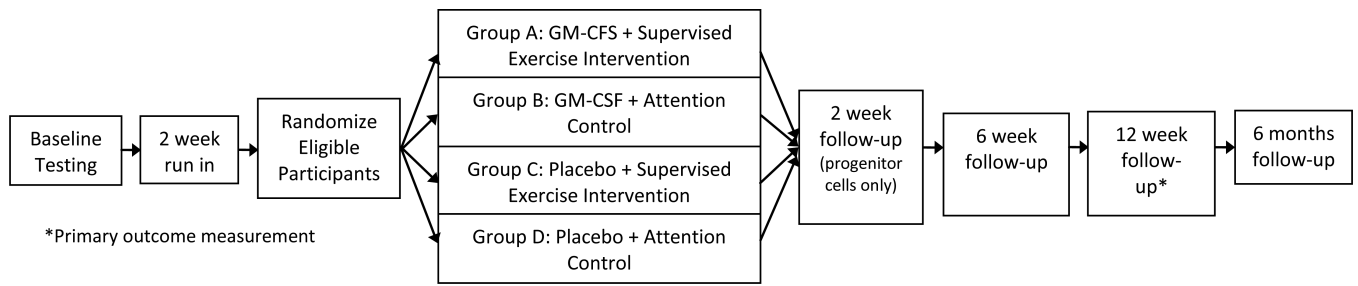 Baseline
Testing
2 week
run in
Randomize
Eligible
Participants
Group A: GM-CFS + Supervised
Exercise Intervention
Group B: GM-CSF + Attention
Control
Group C: Placebo + Supervised
Exercise Intervention
Group D: Placebo + Attention
Control
2 week
follow-up
(progenitor
cells only)
6 week
follow-up
12 week
follow-
up*
6 months
follow-up
*Primary outcome measurement